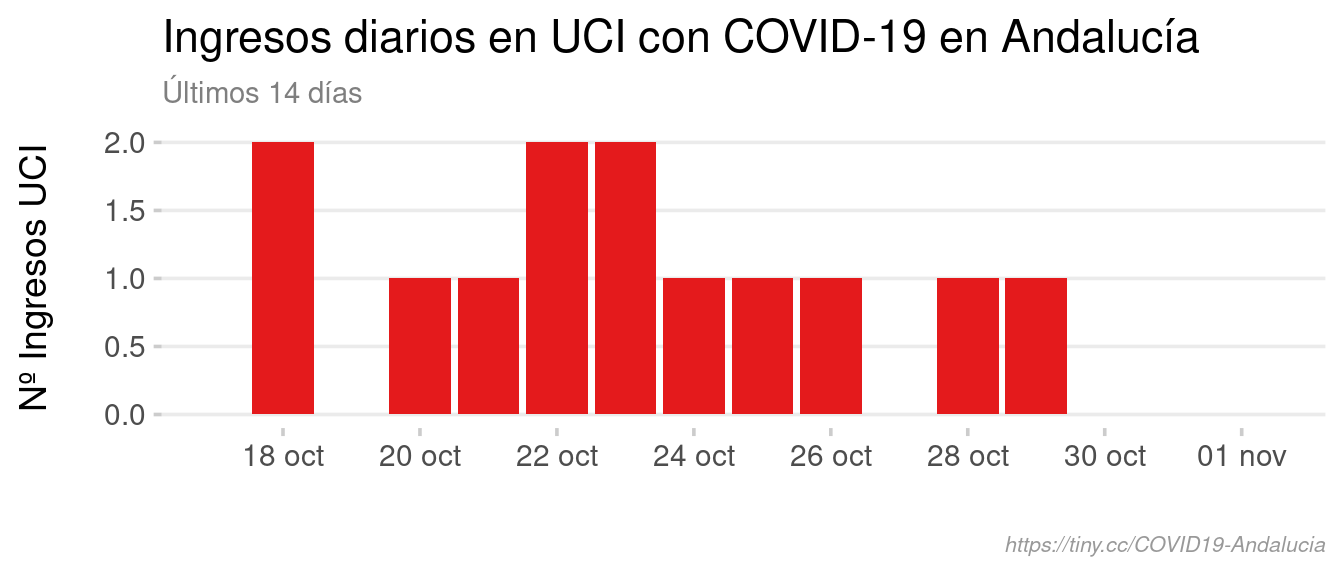 Ingresos diarios en UCI con COVID-19 en Andalucía
Últimos 14 días
Nº Ingresos UCI
2.0
1.5
1.0
0.5
0.0
18 oct 20 oct 22 oct 24 oct 26 oct 28 oct 30 oct 01 nov
https://tiny.cc/COVID19-Andalucia